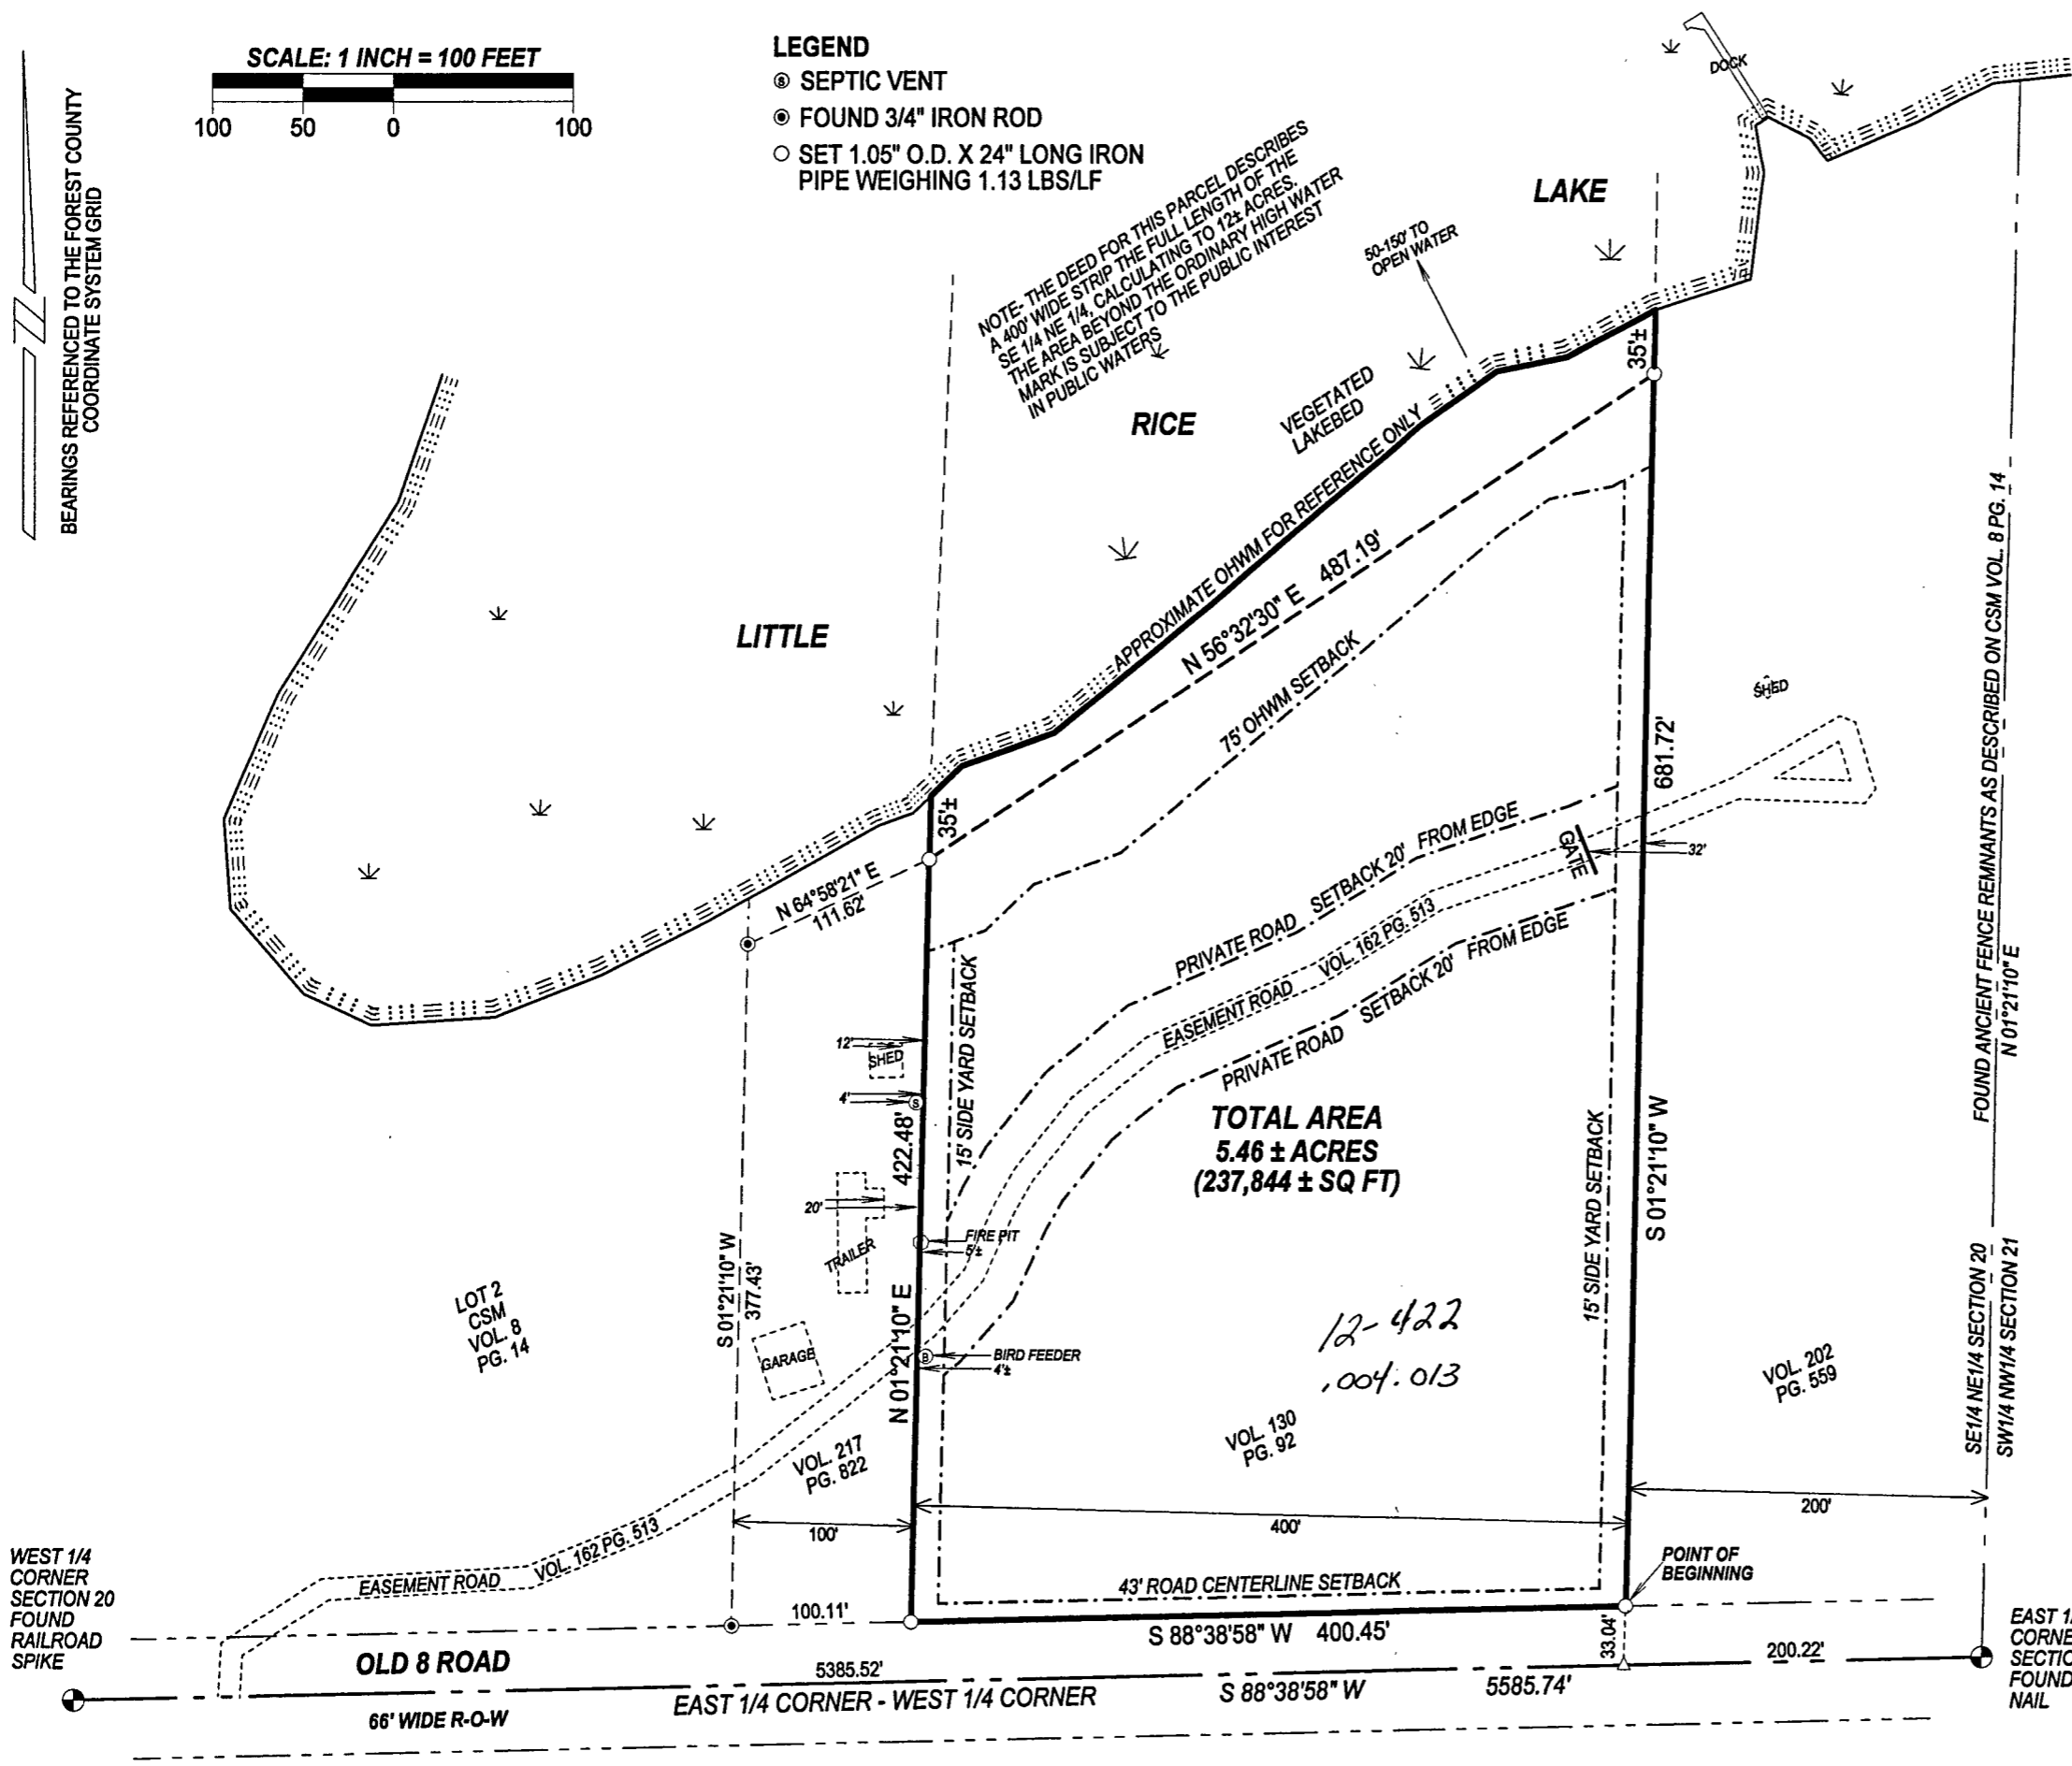 BEARINGS REFERENCED TO THE FOREST COUNTY
COORDINATE SYSTEM GRID
SCALE: 1 INCH = 100 FEET
100 50 0 100
LEGEND
Ⓢ SEPTIC VENT
◉ FOUND 3/4" IRON ROD
○ SET 1.05" O.D. X 24" LONG IRON
PIPE WEIGHING 1.13 LBS/LF
NOTE- THE DEED FOR THIS PARCEL DESCRIBES
A 400' WIDE STRIP THE FULL LENGTH OF THE
SE 1/4 NE 1/4, CALCULATING TO 12± ACRES.
THE AREA BEYOND THE ORDINARY HIGH WATER
MARK IS SUBJECT TO THE PUBLIC INTEREST
IN PUBLIC WATERS
DOCK
LAKE
50-150' TO
OPEN WATER
35'±
RICE
VEGETATED
LAKEBED
APPROXIMATE OHWM FOR REFERENCE ONLY
N 56°32'30" E 487.19'
LITTLE
75' OHWM SETBACK
SHED
681.72'
FOUND ANCIENT FENCE REMNANTS AS DESCRIBED ON CSM VOL. 8 PG. 14
N 01°21'10" E
35'±
N 64°58'21" E
111.62'
PRIVATE ROAD SETBACK 20' FROM EDGE
GATE
32'
EASEMENT ROAD VOL. 162 PG. 513
PRIVATE ROAD SETBACK 20' FROM EDGE
12'
SHED
15' SIDE YARD SETBACK
4'
S
422.48'
TOTAL AREA
5.46 ± ACRES
(237,844 ± SQ FT)
15' SIDE YARD SETBACK
S 01°21'10" W
20'
TRAILER
FIRE PIT
5'±
S 01°21'10" W
377.43'
SE1/4 NE1/4 SECTION 20
SW1/4 NW1/4 SECTION 21
LOT 2
CSM
VOL. 8
PG. 14
GARAGE
N 01°21'10" E
B
BIRD FEEDER
4'±
12-422
.004.013
VOL. 202
PG. 559
VOL. 130
PG. 92
VOL. 217
PG. 822
100'
400'
200'
WEST 1/4
CORNER
SECTION 20
FOUND
RAILROAD
SPIKE
EASEMENT ROAD VOL. 162 PG. 513
POINT OF
BEGINNING
43' ROAD CENTERLINE SETBACK
100.11'
S 88°38'58" W 400.45'
33.04'
OLD 8 ROAD
5385.52'
200.22'
EAST 1/4 CORNER - WEST 1/4 CORNER S 88°38'58" W 5585.74'
66' WIDE R-O-W
EAST 1/
CORNE
SECTIO
FOUND
NAIL